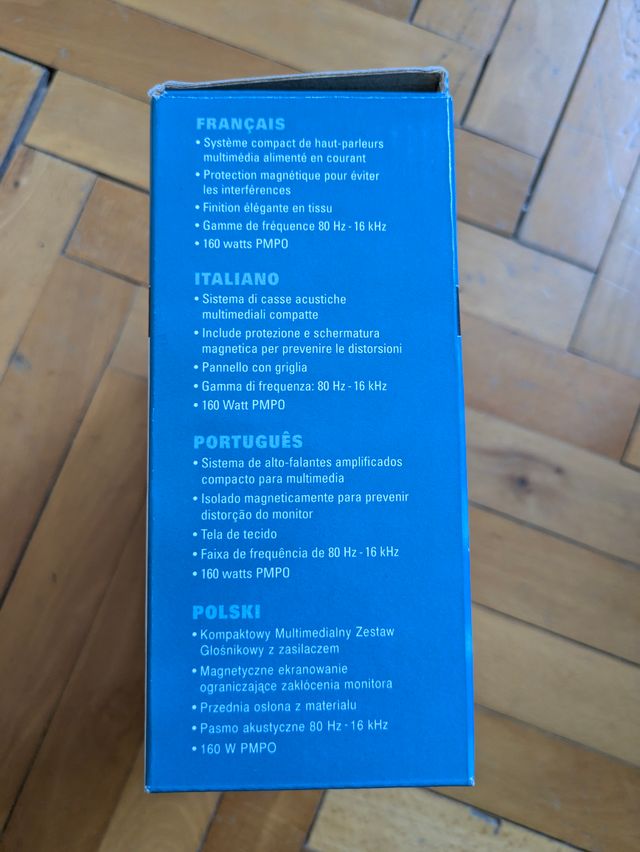 FRANÇAIS
• Système compact de haut-parleurs
multimédia alimenté en courant
• Protection magnétique pour éviter
les interférences
• Finition élégante en tissu
• Gamme de fréquence 80 Hz - 16 kHz
• 160 watts PMPO
ITALIANO
• Sistema di casse acustiche
multimediali compatte
• Include protezione e schermatura
magnetica per prevenire le distorsioni
• Pannello con griglia
• Gamma di frequenza: 80 Hz - 16 kHz
• 160 Watt PMPO
PORTUGUÊS
• Sistema de alto-falantes amplificados
compacto para multimedia
• Isolado magneticamente para prevenir
distorção do monitor
• Tela de tecido
• Faixa de frequência de 80 Hz - 16 kHz
• 160 watts PMPO
POLSKI
• Kompaktowy Multimedialny Zestaw
Głośnikowy z zasilaczem
• Magnetyczne ekranowanie
ograniczające zakłócenia monitora
• Przednia osłona z materiału
• Pasmo akustyczne 80 Hz - 16 kHz
• 160 W PMPO